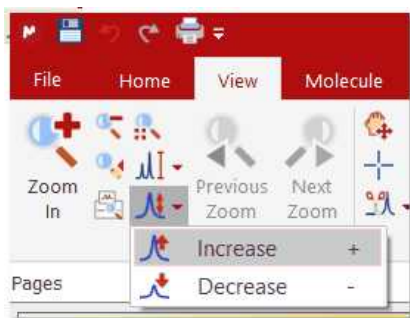 File Home View Molecule
Zoom In
Previous Zoom
Next Zoom
Increase +
Decrease -
Pages